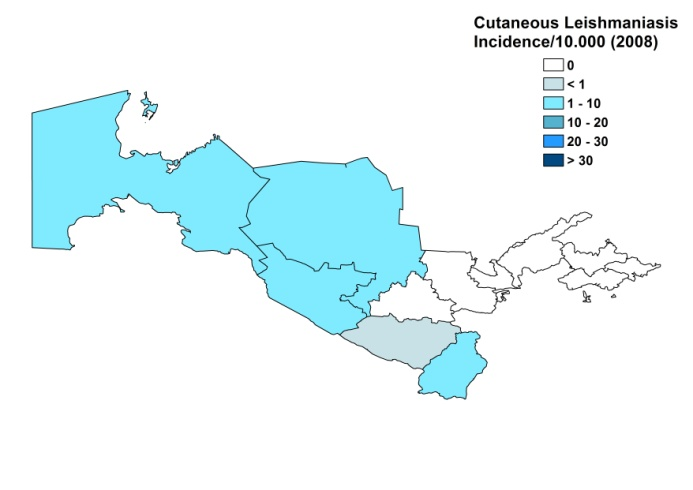 Cutaneous Leishmaniasis
Incidence/10.000 (2008)
0
< 1
1 - 10
10 - 20
20 - 30
> 30